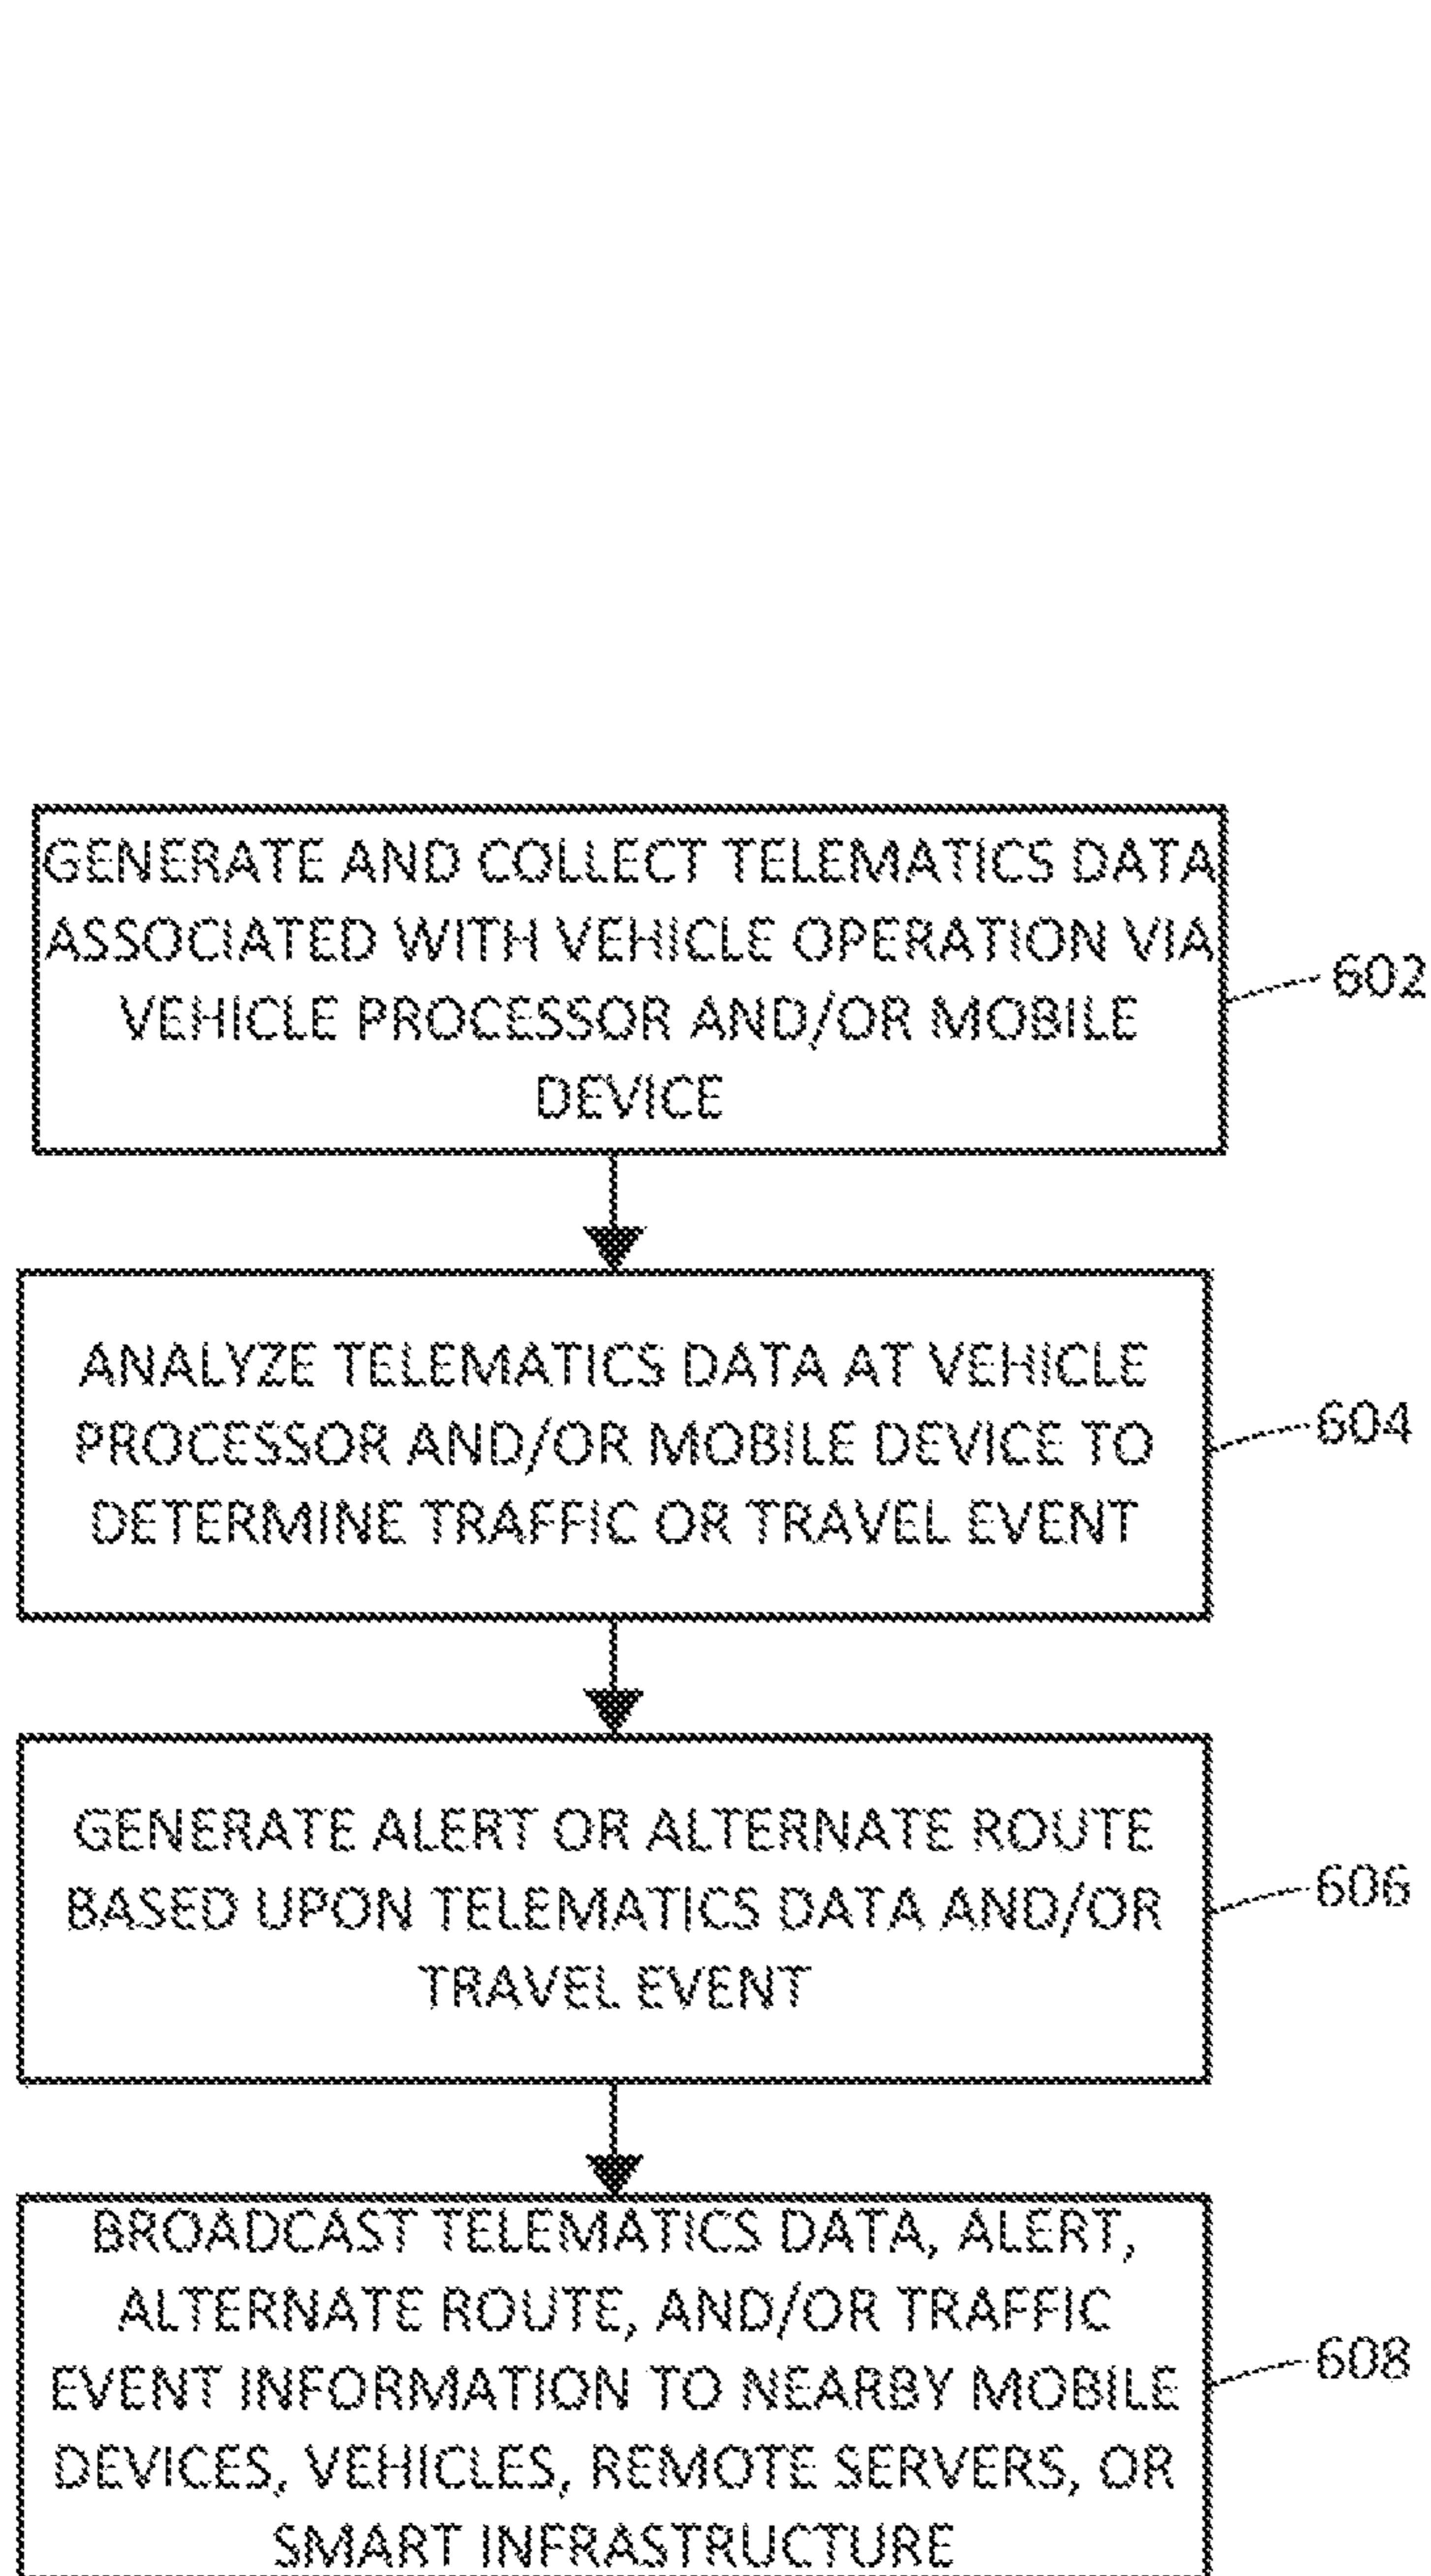 GENERATE AND COLLECT TELEMATICS DATA
ASSOCIATED WITH VEHICLE OPERATION VIA
VEHICLE PROCESSOR AND/OR MOBILE
DEVICE
602
ANALYZE TELEMATICS DATA AT VEHICLE
PROCESSOR AND/OR MOBILE DEVICE TO
DETERMINE TRAFFIC OR TRAVEL EVENT
604
GENERATE ALERT OR ALTERNATE ROUTE
BASED UPON TELEMATICS DATA AND/OR
TRAVEL EVENT
606
BROADCAST TELEMATICS DATA, ALERT,
ALTERNATE ROUTE, AND/OR TRAFFIC
EVENT INFORMATION TO NEARBY MOBILE
DEVICES, VEHICLES, REMOTE SERVERS, OR
SMART INFRASTRUCTURE
608